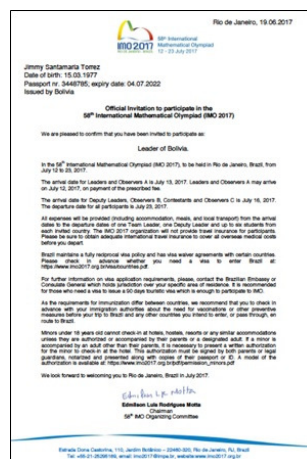 Rio de Janeiro, 19.06.2017
IMO 2017
58th International
Mathematical Olympiad
12 - 23 July 2017
Jimmy Santamaria Torrez
Date of birth: 15.03.1977
Passport nr. 3448785; expiry date: 04.07.2022
Issued by Bolivia
Official Invitation to participate in the
58th International Mathematical Olympiad (IMO 2017)
We are pleased to confirm that you have been invited to participate as:
Leader of Bolivia.
In the 58th International Mathematical Olympiad (IMO 2017), to be held in Rio de Janeiro, Brazil, from
July 12 to 23, 2017.
The arrival date for Leaders and Observers A is July 13, 2017. Leaders and Observers A may arrive
on July 12, 2017, on payment of the prescribed fee.
The arrival date for Deputy Leaders, Observers B, Contestants and Observers C is July 16, 2017.
The departure date for all participants is July 23, 2017.
All expenses will be provided (including accommodation, meals, and local transport) from the arrival
dates to the departure dates of one Team Leader, one Deputy Leader and up to six students from
each invited country. The IMO 2017 organization will not provide travel insurance for participants.
Please be sure to obtain adequate international travel insurance to cover all overseas medical costs
before you depart.
Brazil maintains a fully reciprocal visa policy and has visa waiver agreements with certain countries.
Please check in advance whether you need a visa to enter Brazil at:
https://www.imo2017.org.br/visa/countries.pdf
For further information on visa application requirements, please, contact the Brazilian Embassy or
Consulate General which holds jurisdiction over your specific area of residence. It is recommended
for those who need a visa to issue a 90 days touristic visa which is enough to participate to IMO.
As the requirements for immunization differ between countries, we recommend that you to check in
advance with your immigration authorities about the need for vaccinations or other preventive
measures before your trip to Brazil and any other countries you intend to enter, or pass through, en
route to Brazil.
Minors under 18 years old cannot check-in at hotels, hostels, resorts or any similar accommodations
unless they are authorized or accompanied by their parents or a designated adult. If a minor is
accompanied by an adult other than their parents, it is necessary to present a written authorization
for the minor to check-in at the hotel. This authorization must be signed by both parents or legal
guardians, notarized and presented along with copies of their passport or ID. A model of the
authorization is available at: https://www.imo2017.org.br/pdf/permission_minors.pdf
We look forward to welcoming you to Rio de Janeiro, Brazil in July 2017.
Ednilson Luís Rodrigues Motta
Chairman
58th IMO Organizing Committee
Estrada Dona Castorina, 110, Jardim Botânico – 22460-320, Rio de Janeiro, RJ, Brazil